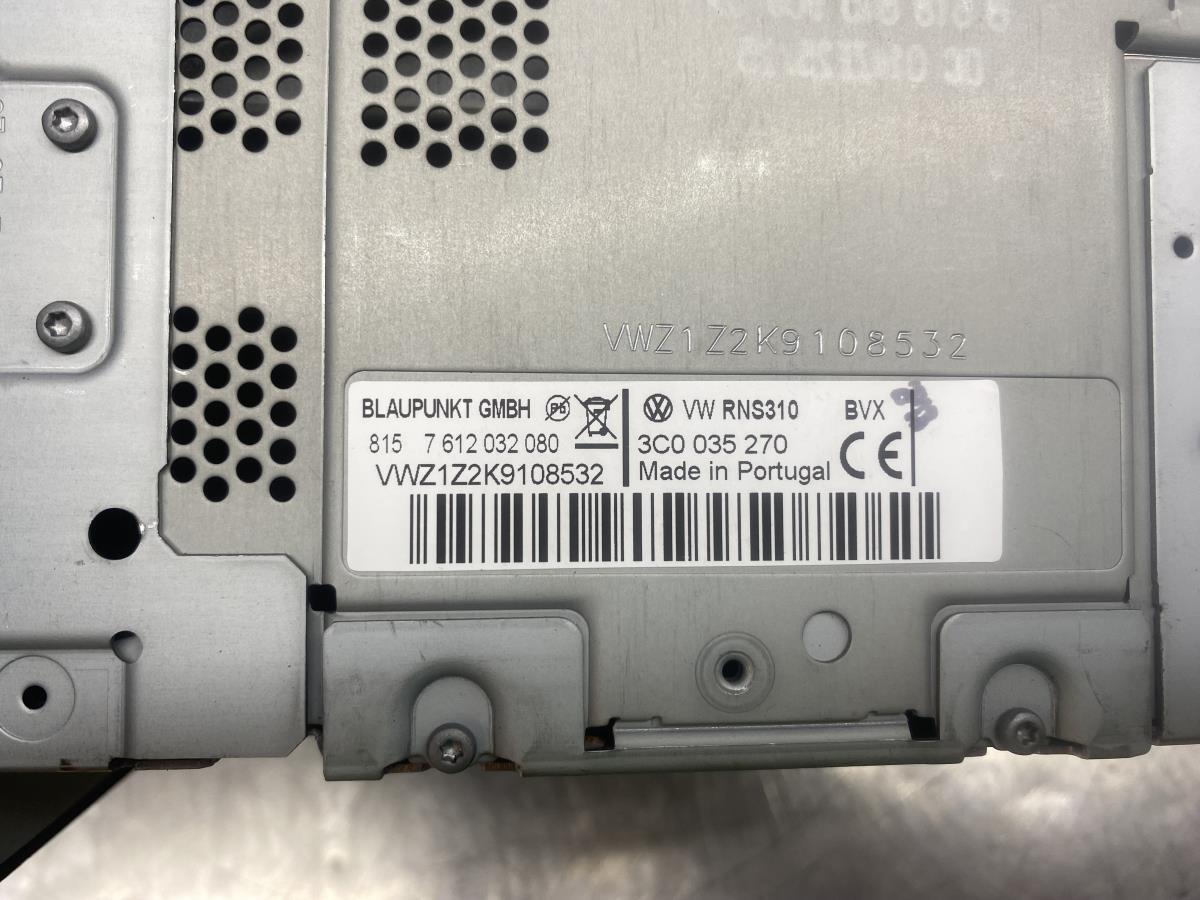 VWZ1Z2K9108532
BLAUPUNKT GMBH Pb VW RNS310 BVX
815 7 612 032 080 3C0 035 270 CE
VWZ1Z2K9108532 Made in Portugal